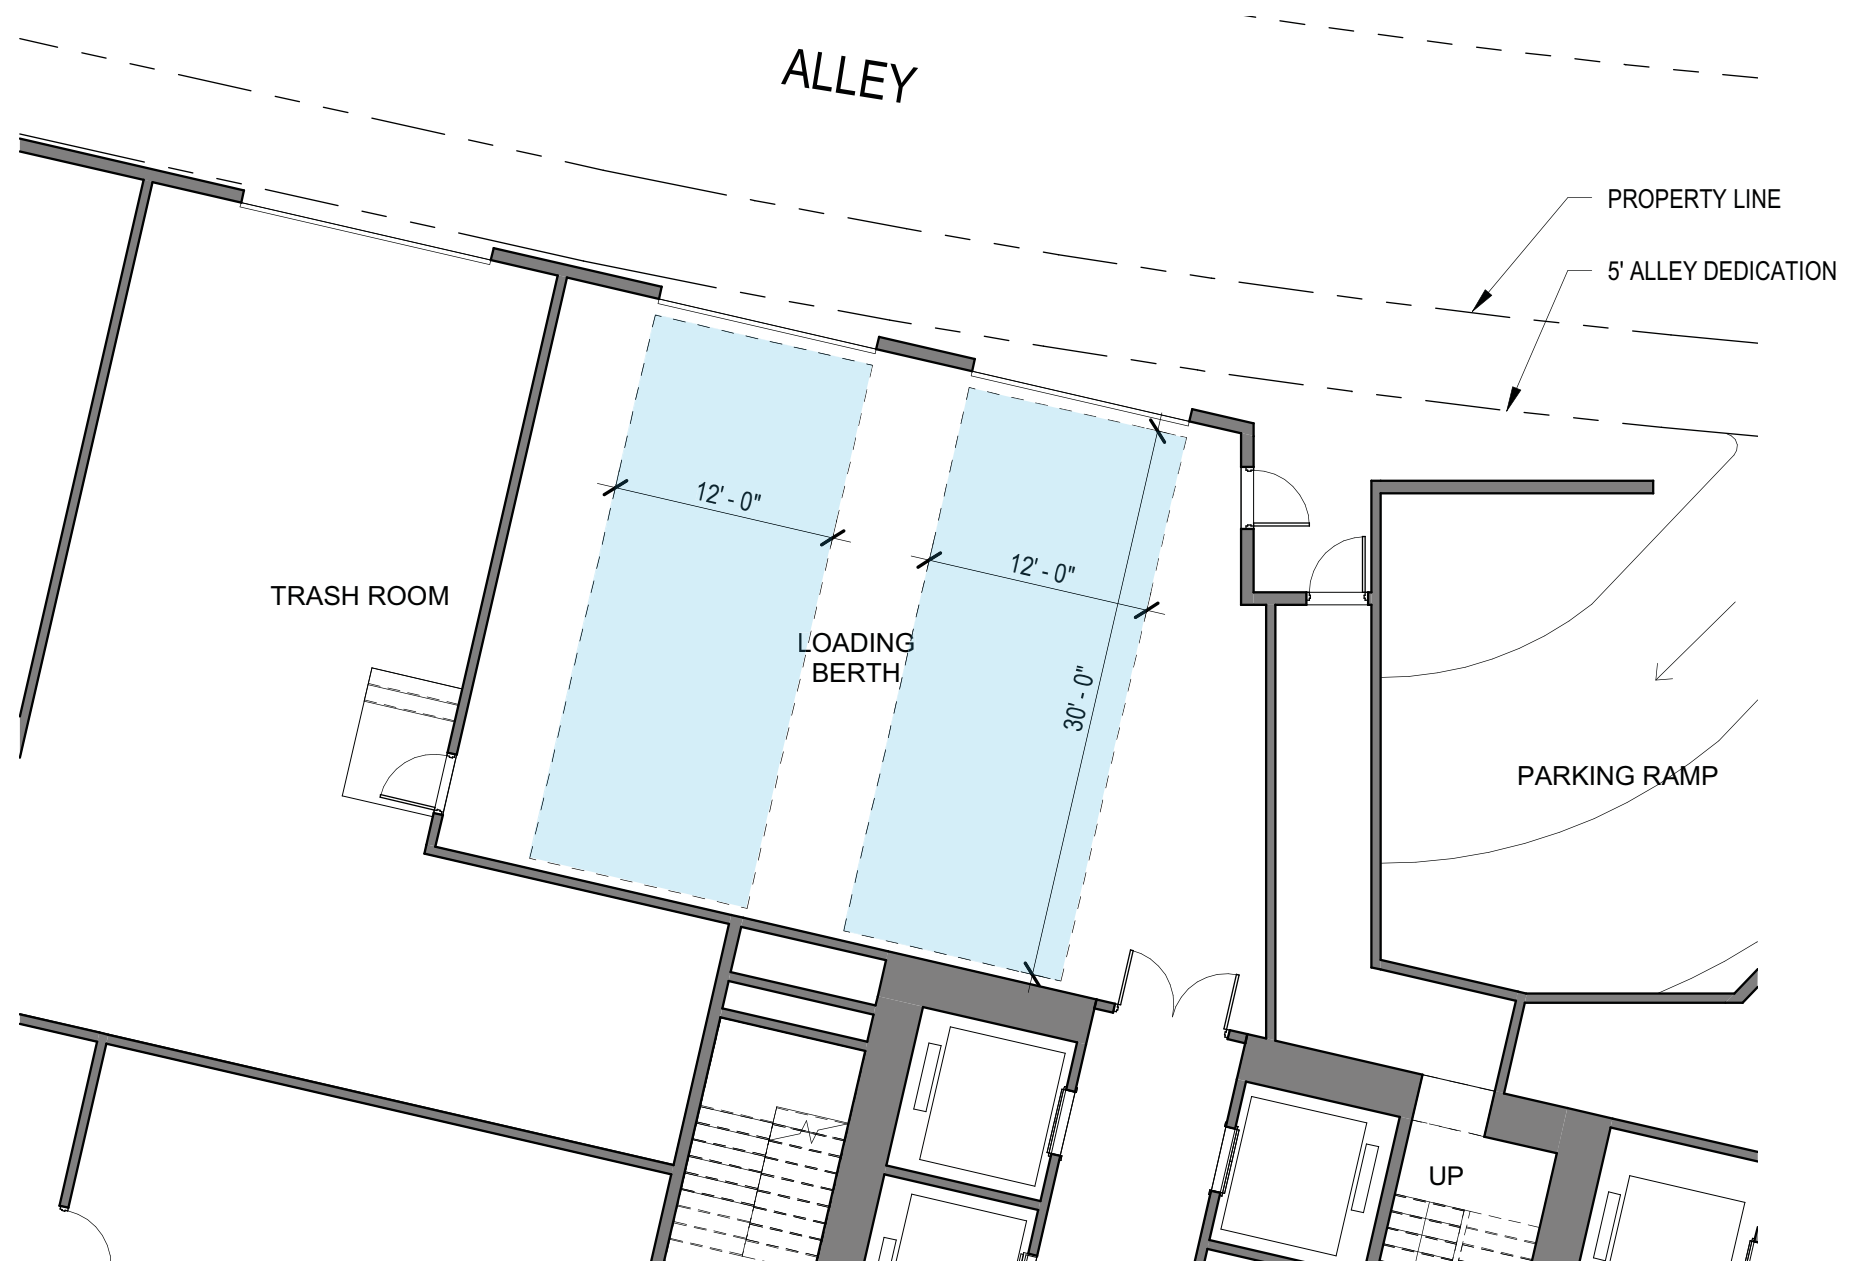 ALLEY
PROPERTY LINE
5' ALLEY DEDICATION
12' - 0"
12' - 0"
TRASH ROOM
LOADING
BERTH
30' - 0"
PARKING RAMP
UP